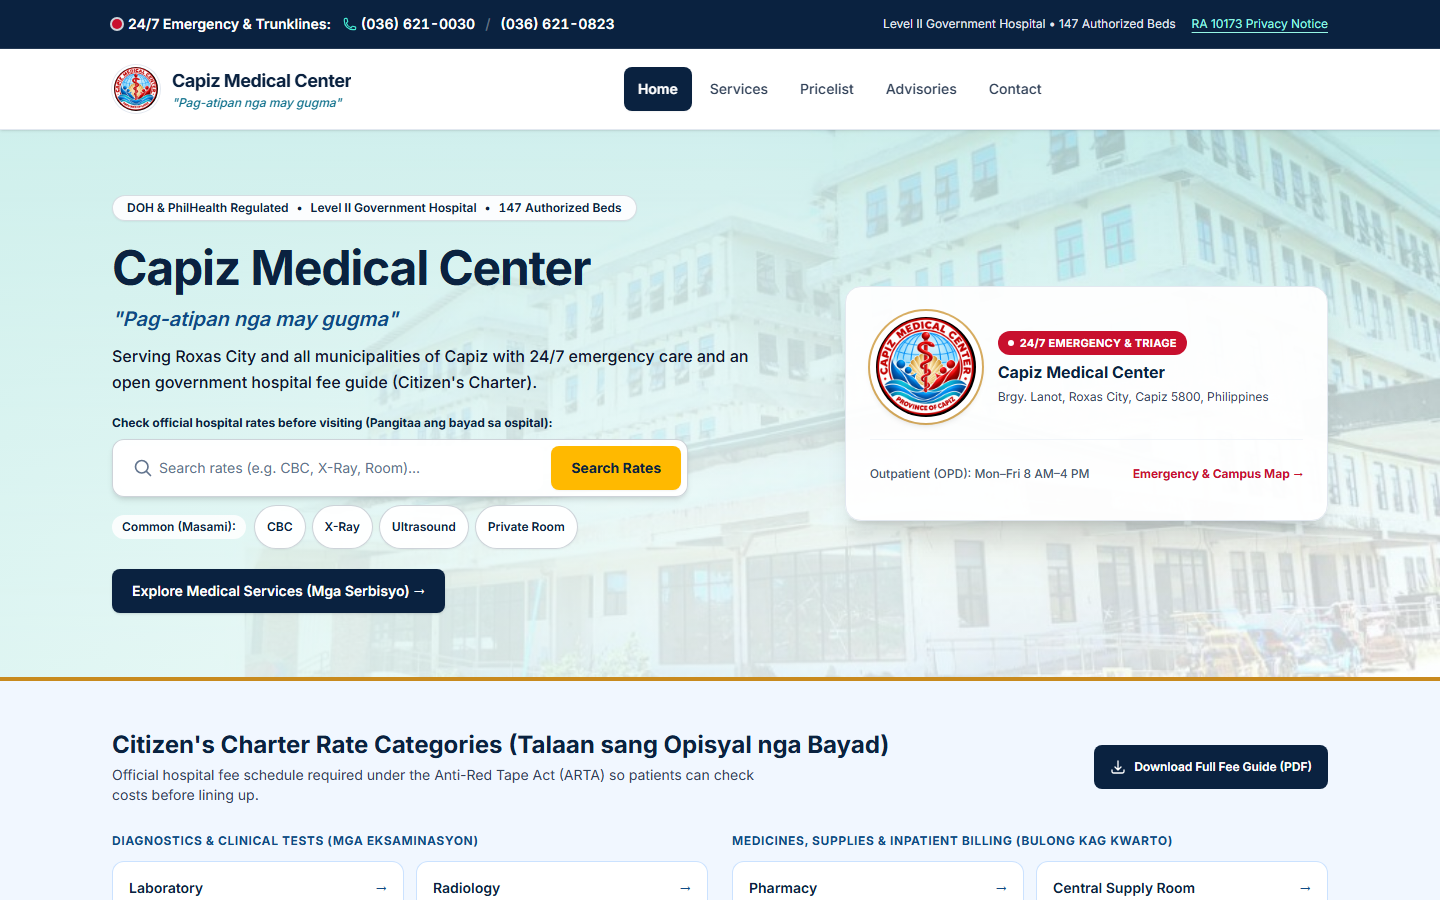 24/7 Emergency & Trunklines: (036) 621-0030 / (036) 621-0823
Level II Government Hospital • 147 Authorized Beds
RA 10173 Privacy Notice
Capiz Medical Center
"Pag-atipan nga may gugma"
Home
Services
Pricelist
Advisories
Contact
DOH & PhilHealth Regulated • Level II Government Hospital • 147 Authorized Beds
Capiz Medical Center
"Pag-atipan nga may gugma"
Serving Roxas City and all municipalities of Capiz with 24/7 emergency care and an
open government hospital fee guide (Citizen's Charter).
Check official hospital rates before visiting (Pangitaa ang bayad sa ospital):
Search rates (e.g. CBC, X-Ray, Room)...
Search Rates
Common (Masami):
CBC
X-Ray
Ultrasound
Private Room
Explore Medical Services (Mga Serbisyo) →
CAPIZ MEDICAL CENTER
PROVINCE OF CAPIZ
24/7 EMERGENCY & TRIAGE
Capiz Medical Center
Brgy. Lanot, Roxas City, Capiz 5800, Philippines
Outpatient (OPD): Mon–Fri 8 AM–4 PM
Emergency & Campus Map →
Citizen's Charter Rate Categories (Talaan sang Opisyal nga Bayad)
Official hospital fee schedule required under the Anti-Red Tape Act (ARTA) so patients can check
costs before lining up.
Download Full Fee Guide (PDF)
DIAGNOSTICS & CLINICAL TESTS (MGA EKSAMINASYON)
Laboratory →
Radiology →
MEDICINES, SUPPLIES & INPATIENT BILLING (BULONG KAG KWARTO)
Pharmacy →
Central Supply Room →